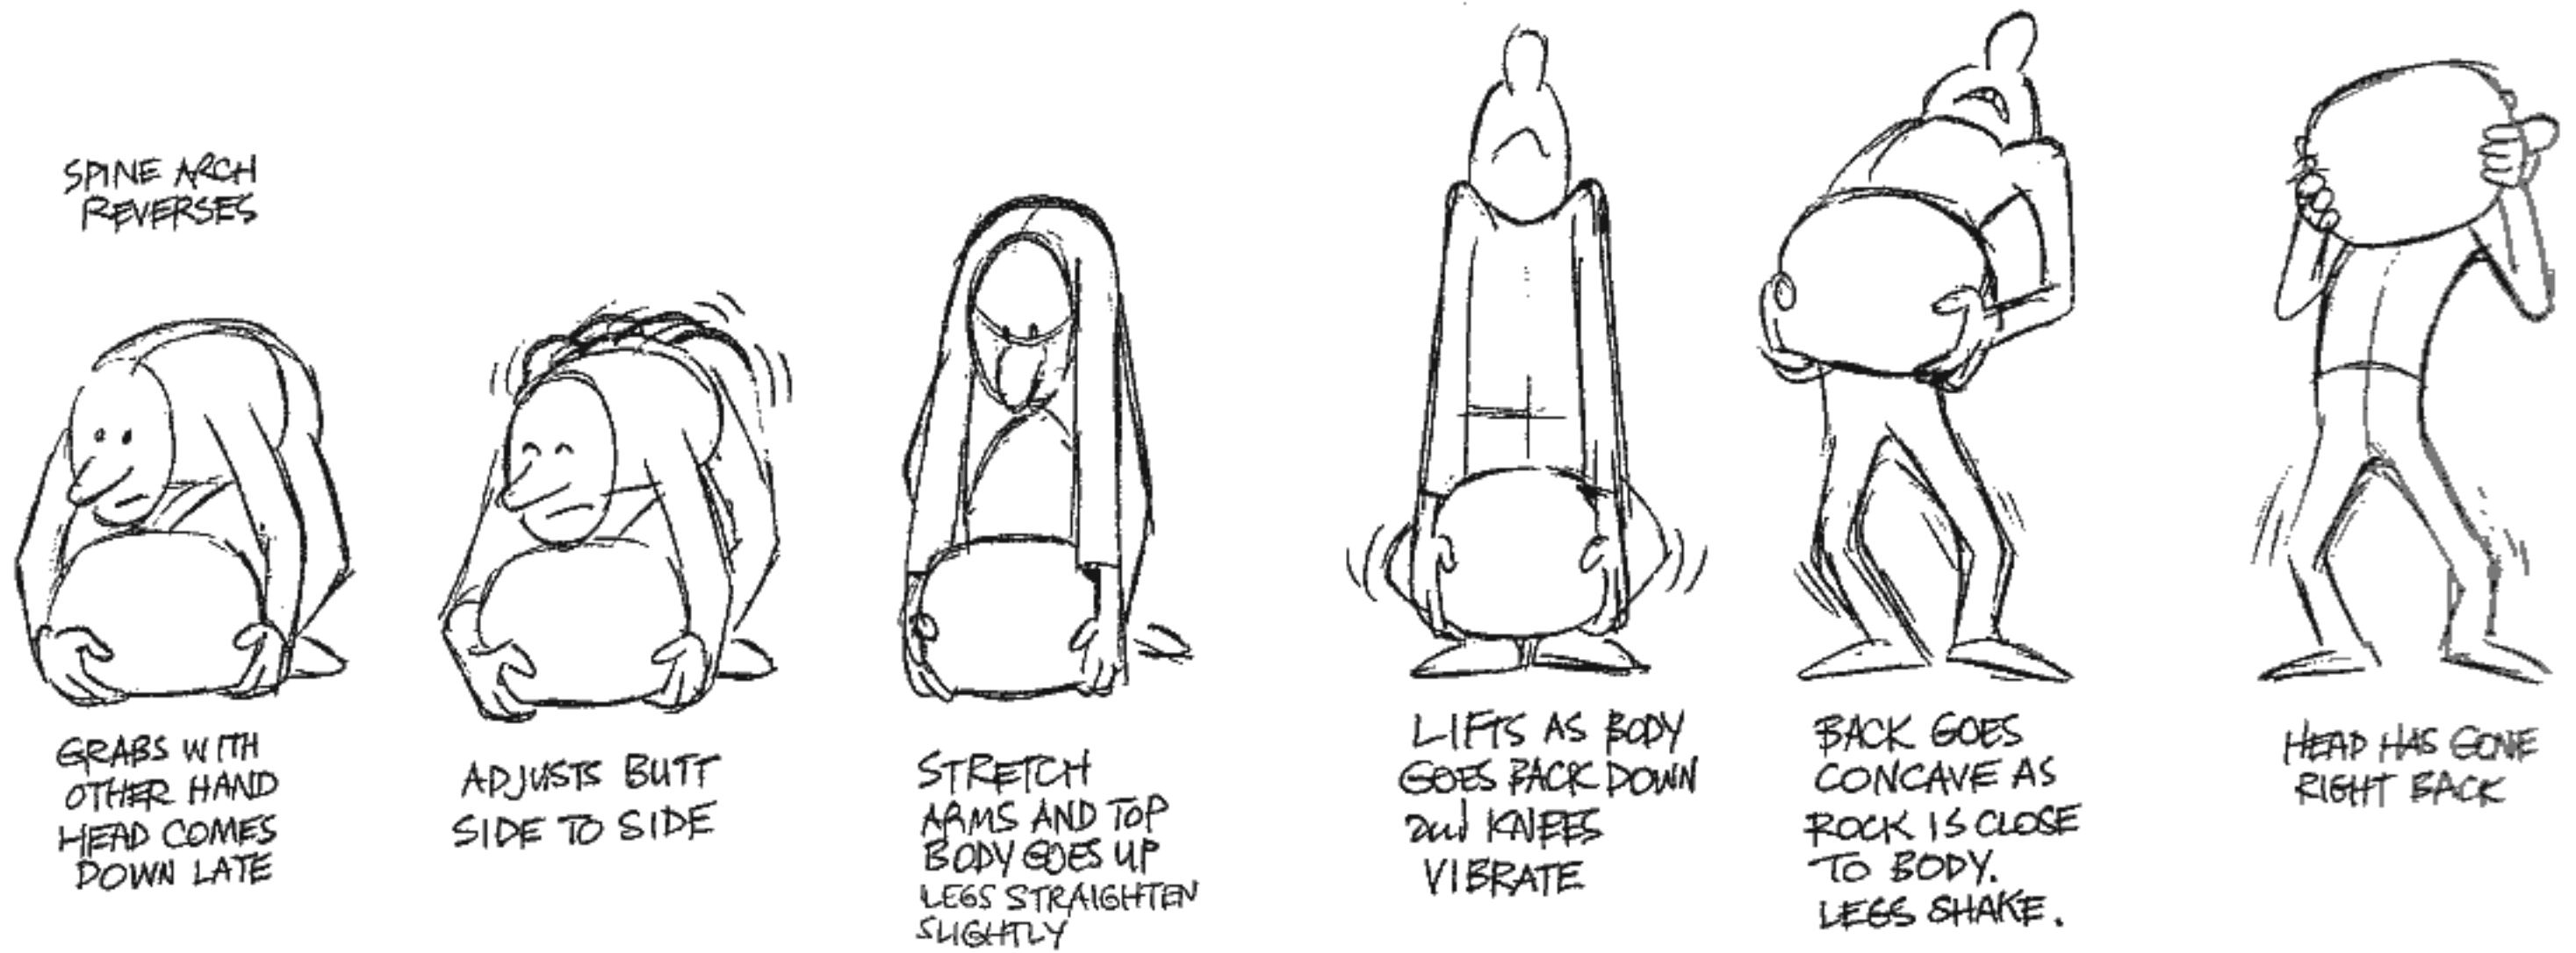 SPINE ARCH
REVERSES
GRABS WITH
OTHER HAND
HEAD COMES
DOWN LATE
ADJUSTS BUTT
SIDE TO SIDE
STRETCH
ARMS AND TOP
BODY GOES UP
LEGS STRAIGHTEN
SLIGHTLY
LIFTS AS BODY
GOES BACK DOWN
and KNEES
VIBRATE
BACK GOES
CONCAVE AS
ROCK IS CLOSE
TO BODY.
LEGS SHAKE.
HEAD HAS GONE
RIGHT BACK